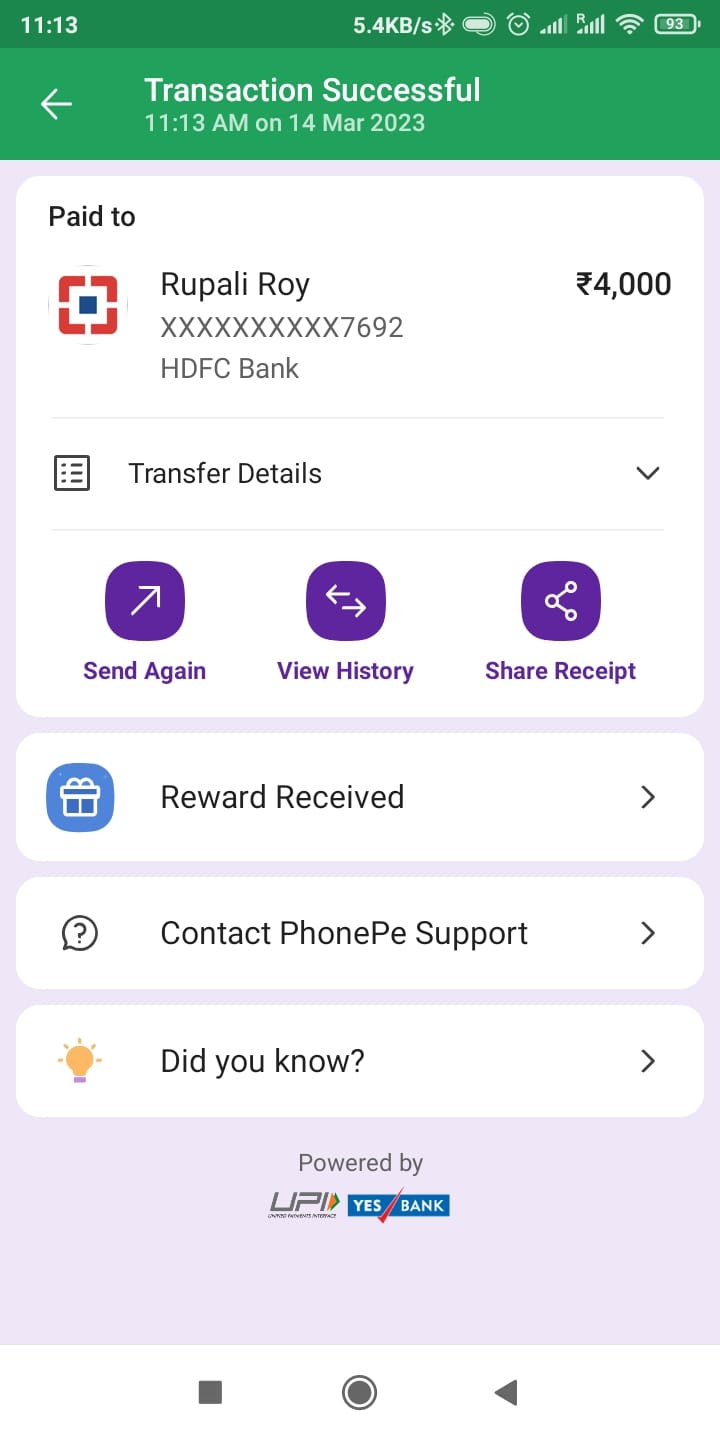 11:13 5.4KB/s R 93
Transaction Successful
11:13 AM on 14 Mar 2023
Paid to
Rupali Roy ₹4,000
XXXXXXXXXX7692
HDFC Bank
Transfer Details
Send Again View History Share Receipt
Reward Received
Contact PhonePe Support
Did you know?
Powered by
UPI YES BANK
UNIFIED PAYMENTS INTERFACE